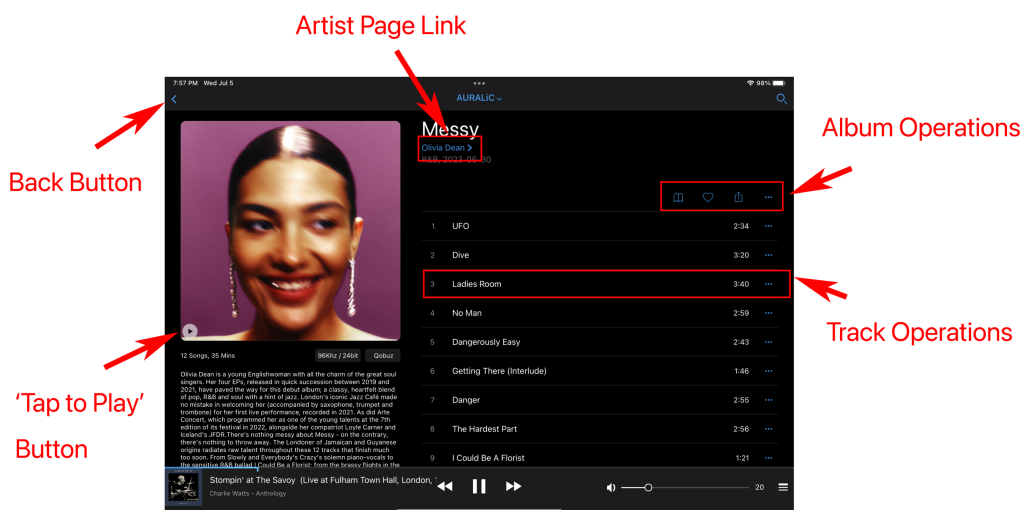 Artist Page Link
7:57 PM Wed Jul 5
98%
AURALiC
Messy
Olivia Dean >
R&B, 2023-06-30
Album Operations
Back Button
1 UFO 2:34
2 Dive 3:20
3 Ladies Room 3:40
4 No Man 2:59
Track Operations
5 Dangerously Easy 2:43
12 Songs, 35 Mins 96Khz / 24bit Qobuz
6 Getting There (Interlude) 1:46
7 Danger 2:55
8 The Hardest Part 2:56
9 I Could Be A Florist 1:21
Olivia Dean is a young Englishwoman with all the charm of the great soul
singers. Her four EPs, released in quick succession between 2019 and
2021, have paved the way for this debut album; a classy, heartfelt blend
of pop, R&B and soul with a hint of jazz. London's iconic Jazz Café made
no mistake in welcoming her (accompanied by saxophone, trumpet and
trombone) for her first live performance, recorded in 2021. As did Arte
Concert, which programmed her as one of the young talents at the 7th
edition of its festival in 2022, alongside her compatriot Loyle Carner and
Iceland's JFDR.There's nothing messy about Messy - on the contrary,
there's nothing to throw away. The Londoner of Jamaican and Guyanese
origins radiates raw talent throughout these 12 tracks that finish much
too soon. From Slowly and Everybody's Crazy's solemn piano-vocals to
the sensitive R&B ballad I Could Be a Florist; from the brassy flights in the
'Tap to Play'
Button
Stompin' at The Savoy (Live at Fulham Town Hall, London,
Charlie Watts - Anthology
20